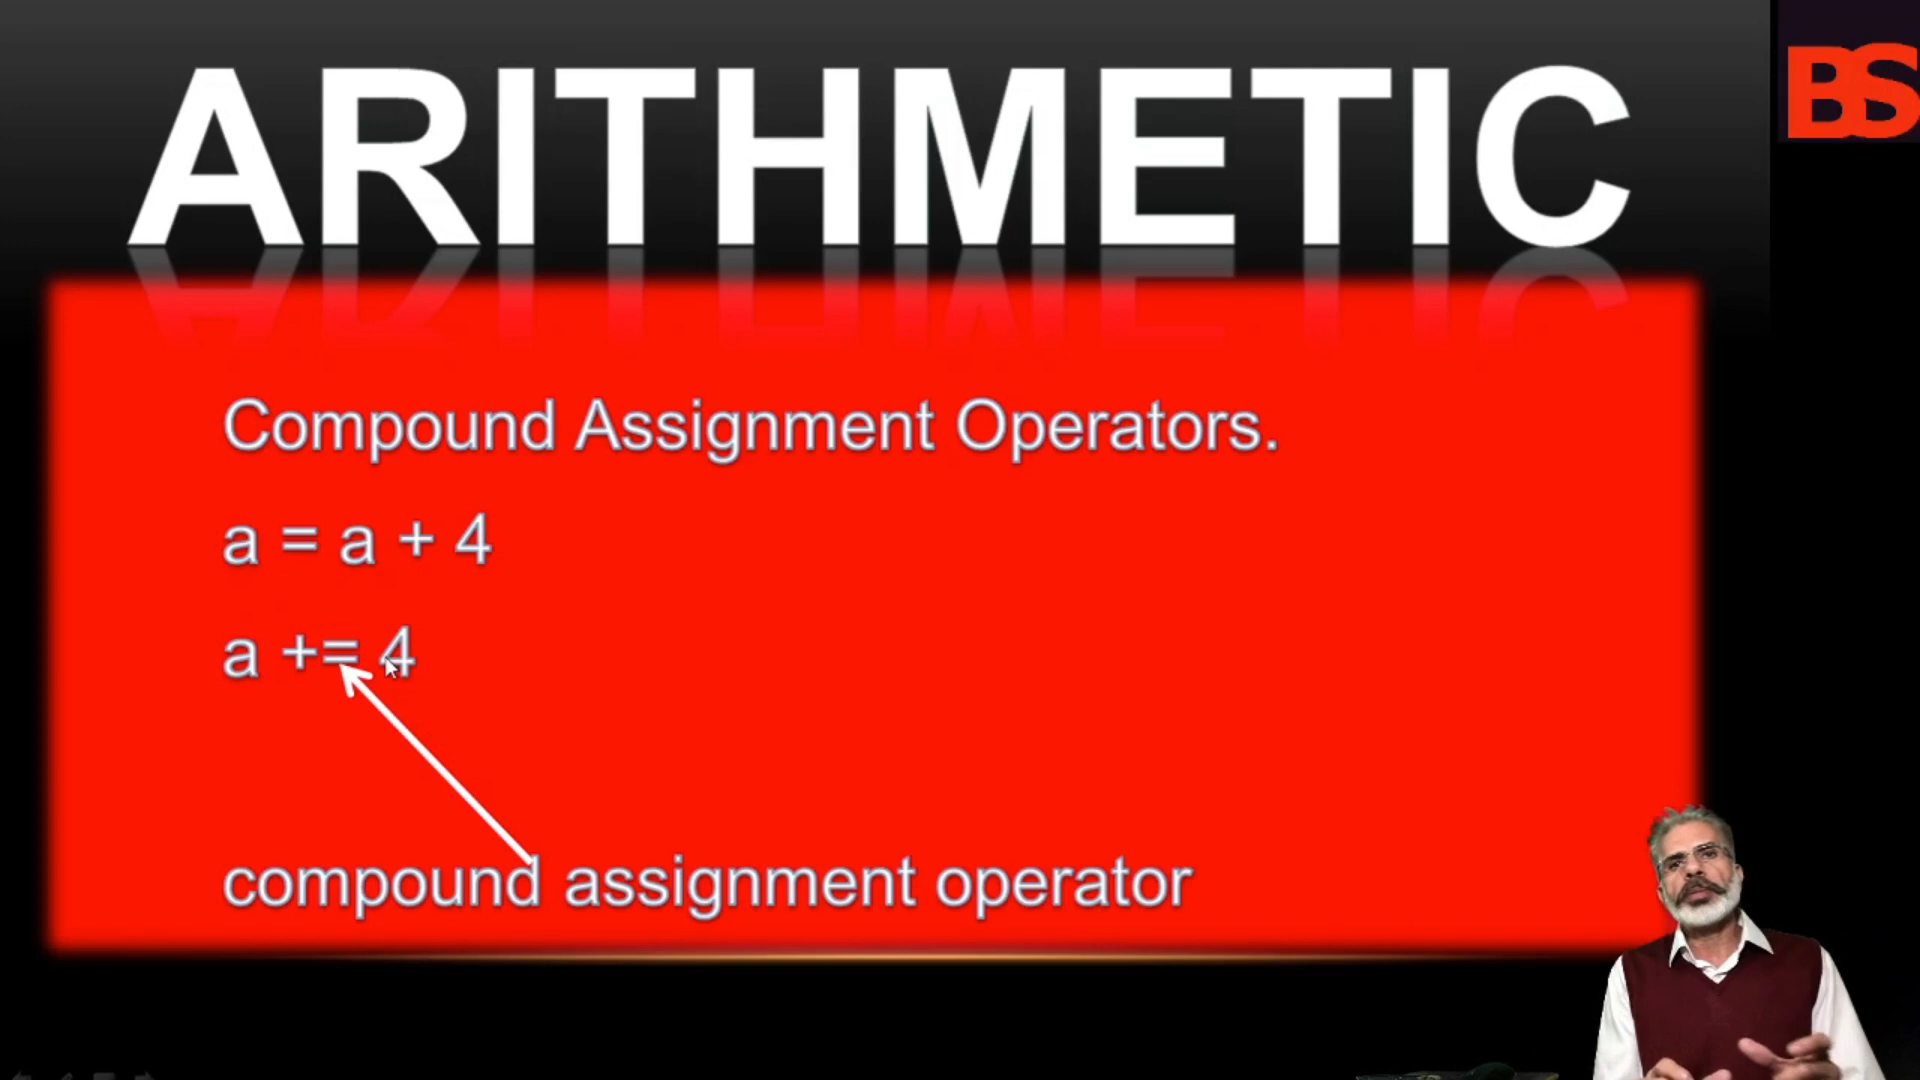 ARITHMETIC
BS
Compound Assignment Operators.
a = a + 4
a += 4
compound assignment operator